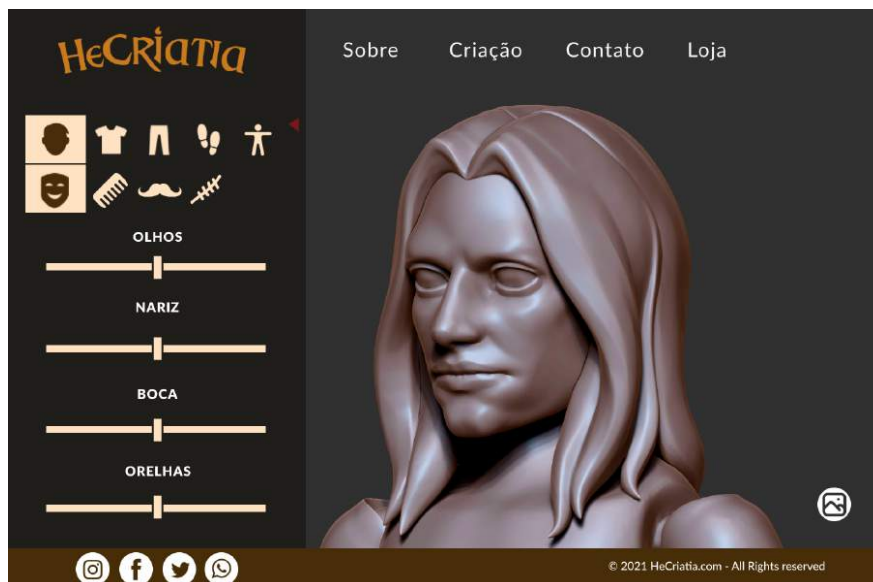 HeCRiatia
Sobre Criação Contato Loja
OLHOS
NARIZ
BOCA
ORELHAS
© 2021 HeCriatia.com - All Rights reserved